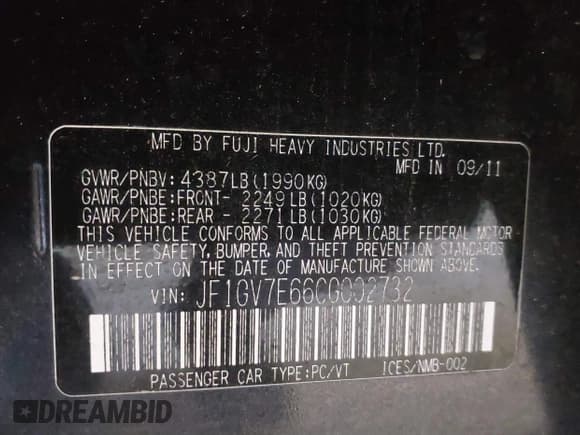 MFD BY FUJI HEAVY INDUSTRIES LTD.
MFD IN 09/11
GVWR/PNBV: 4387LB(1990KG)
GAWR/PNBE:FRONT- 2249LB(1020KG)
GAWR/PNBE:REAR - 2271LB(1030KG)
THIS VEHICLE CONFORMS TO ALL APPLICABLE FEDERAL MOTOR
VEHICLE SAFETY, BUMPER, AND THEFT PREVENTION STANDARDS
IN EFFECT ON THE DATE OF MANUFACTURE SHOWN ABOVE.
VIN: JF1GV7E66CG002732
PASSENGER CAR TYPE:PC/VT ICES/NMB-002
DREAMBID